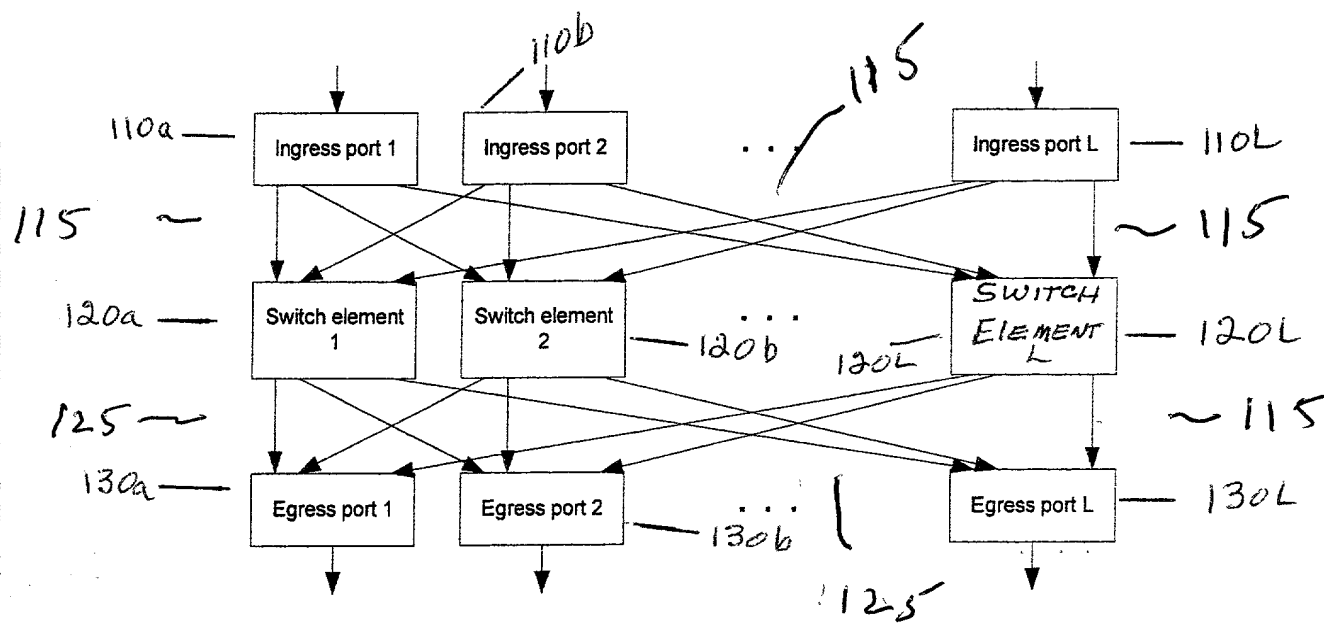 110b
115
110a
Ingress port 1
Ingress port 2
. . .
Ingress port L
110L
115
115
120a
Switch element
1
Switch element
2
120b
. . .
120L
SWITCH
ELEMENT
L
120L
125
115
130a
Egress port 1
Egress port 2
130b
. . .
Egress port L
130L
125